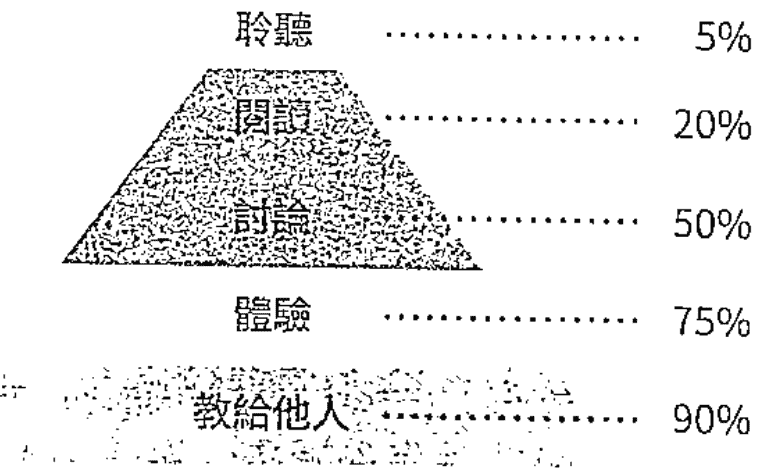 聆聽 ................ 5%
閱讀 ................ 20%
討論 ................ 50%
體驗 ................ 75%
教給他人 ................ 90%